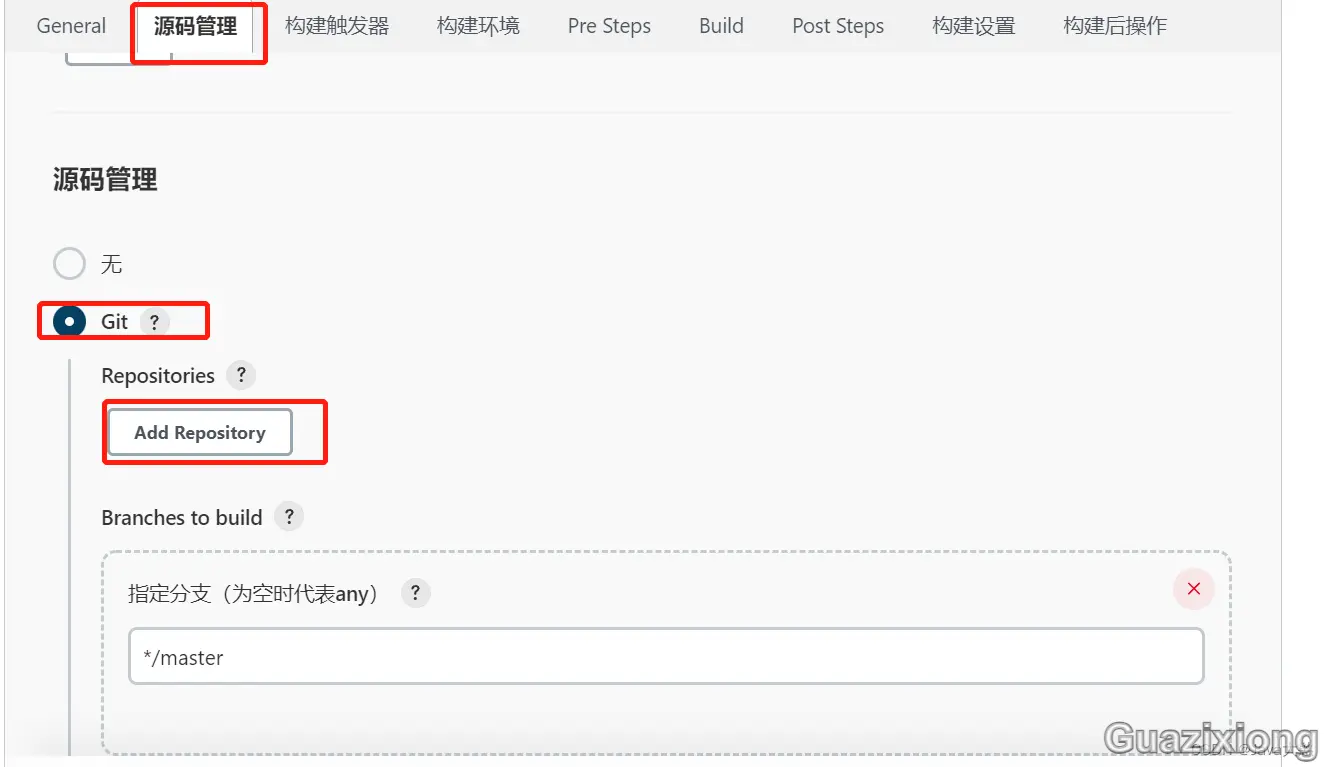 General 源码管理 构建触发器 构建环境 Pre Steps Build Post Steps 构建设置 构建后操作
源码管理
无
Git ?
Repositories ?
Add Repository
Branches to build ?
指定分支（为空时代表any） ?
*/master
Guazixiong